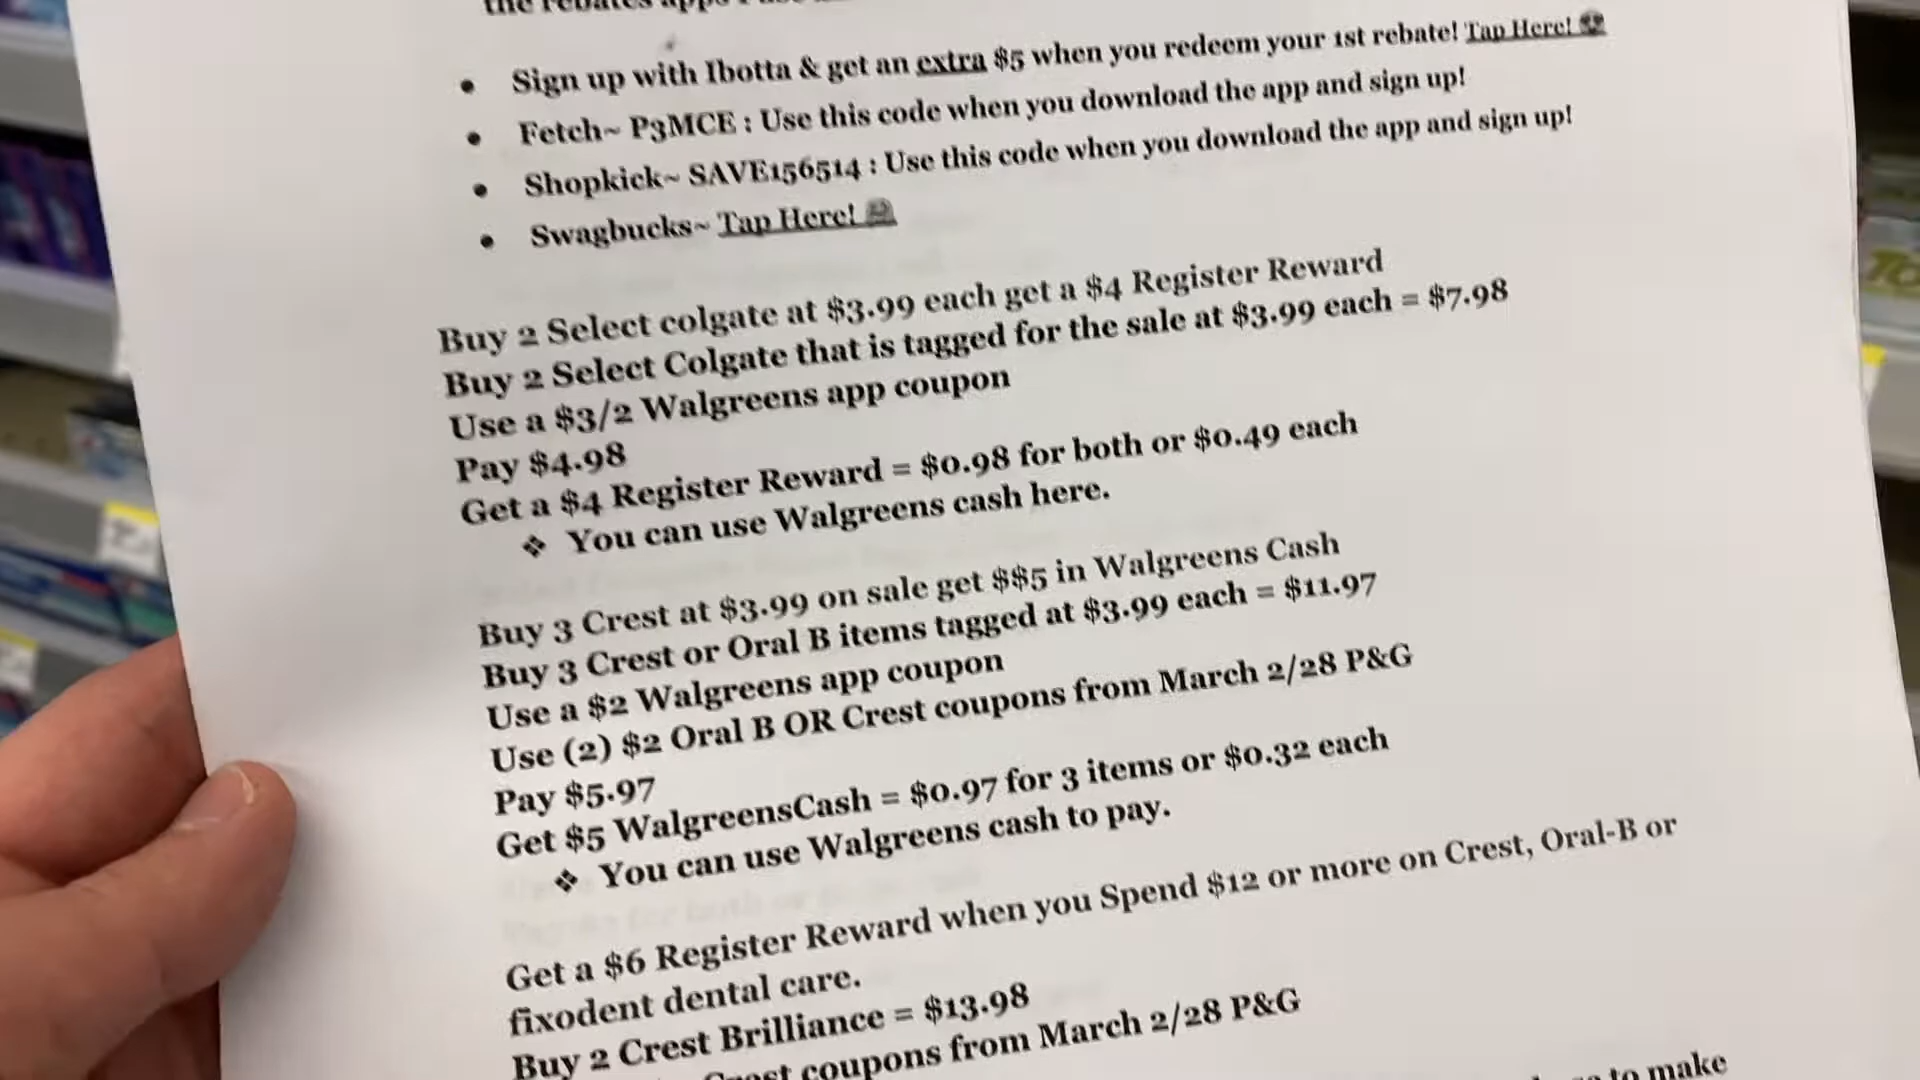 the rebates apps
• Sign up with Ibotta & get an extra $5 when you redeem your 1st rebate! Tap Here!
• Fetch~ P3MCE : Use this code when you download the app and sign up!
• Shopkick~ SAVE156514 : Use this code when you download the app and sign up!
• Swagbucks~ Tap Here!
Buy 2 Select colgate at $3.99 each get a $4 Register Reward
Buy 2 Select Colgate that is tagged for the sale at $3.99 each = $7.98
Use a $3/2 Walgreens app coupon
Pay $4.98
Get a $4 Register Reward = $0.98 for both or $0.49 each
❖ You can use Walgreens cash here.
Buy 3 Crest at $3.99 on sale get $$5 in Walgreens Cash
Buy 3 Crest or Oral B items tagged at $3.99 each = $11.97
Use a $2 Walgreens app coupon
Use (2) $2 Oral B OR Crest coupons from March 2/28 P&G
Pay $5.97
Get $5 WalgreensCash = $0.97 for 3 items or $0.32 each
❖ You can use Walgreens cash to pay.
Get a $6 Register Reward when you Spend $12 or more on Crest, Oral-B or
fixodent dental care.
Buy 2 Crest Brilliance = $13.98
Crest coupons from March 2/28 P&G
to make